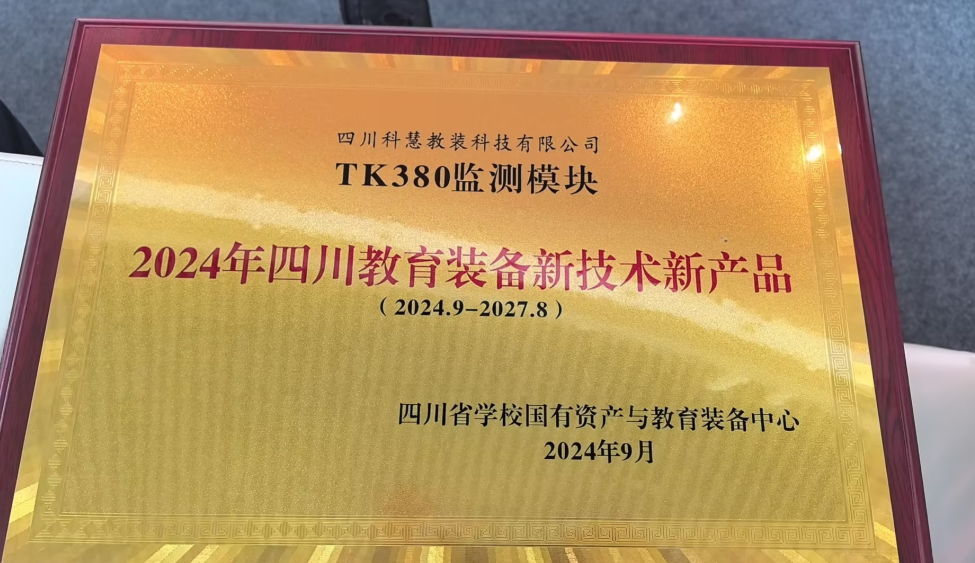 四川科慧教装科技有限公司
TK380监测模块
2024年四川教育装备新技术新产品
（2024.9-2027.8）
四川省学校国有资产与教育装备中心
2024年9月